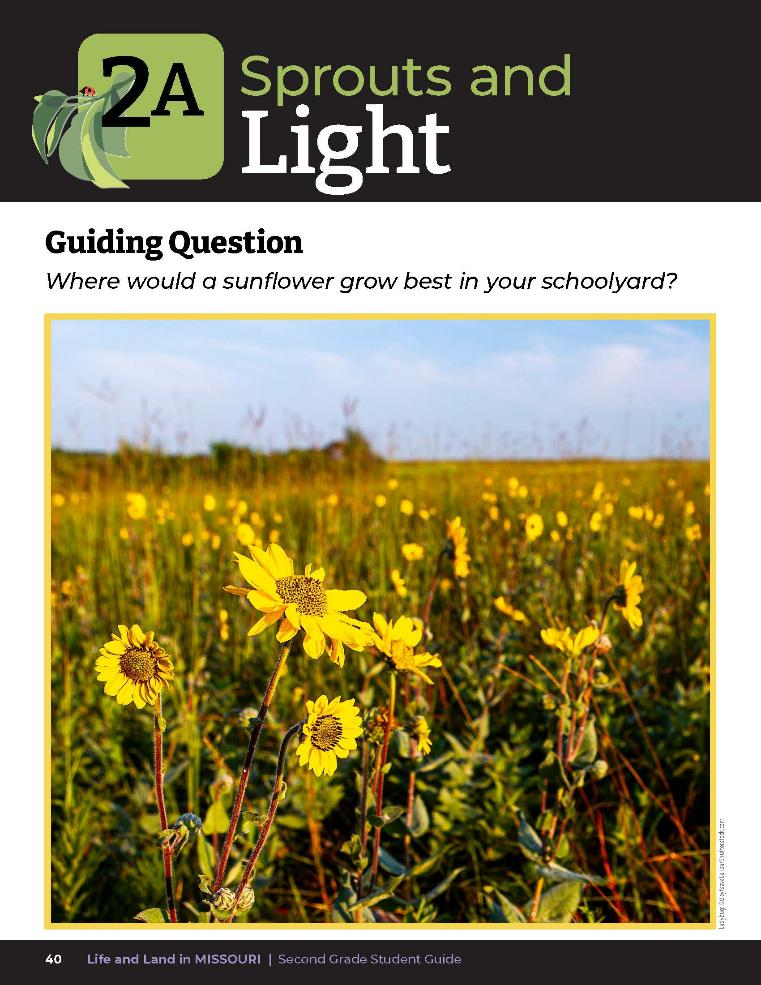 2A
Sprouts and
Light
Guiding Question
Where would a sunflower grow best in your schoolyard?
40 Life and Land in MISSOURI | Second Grade Student Guide